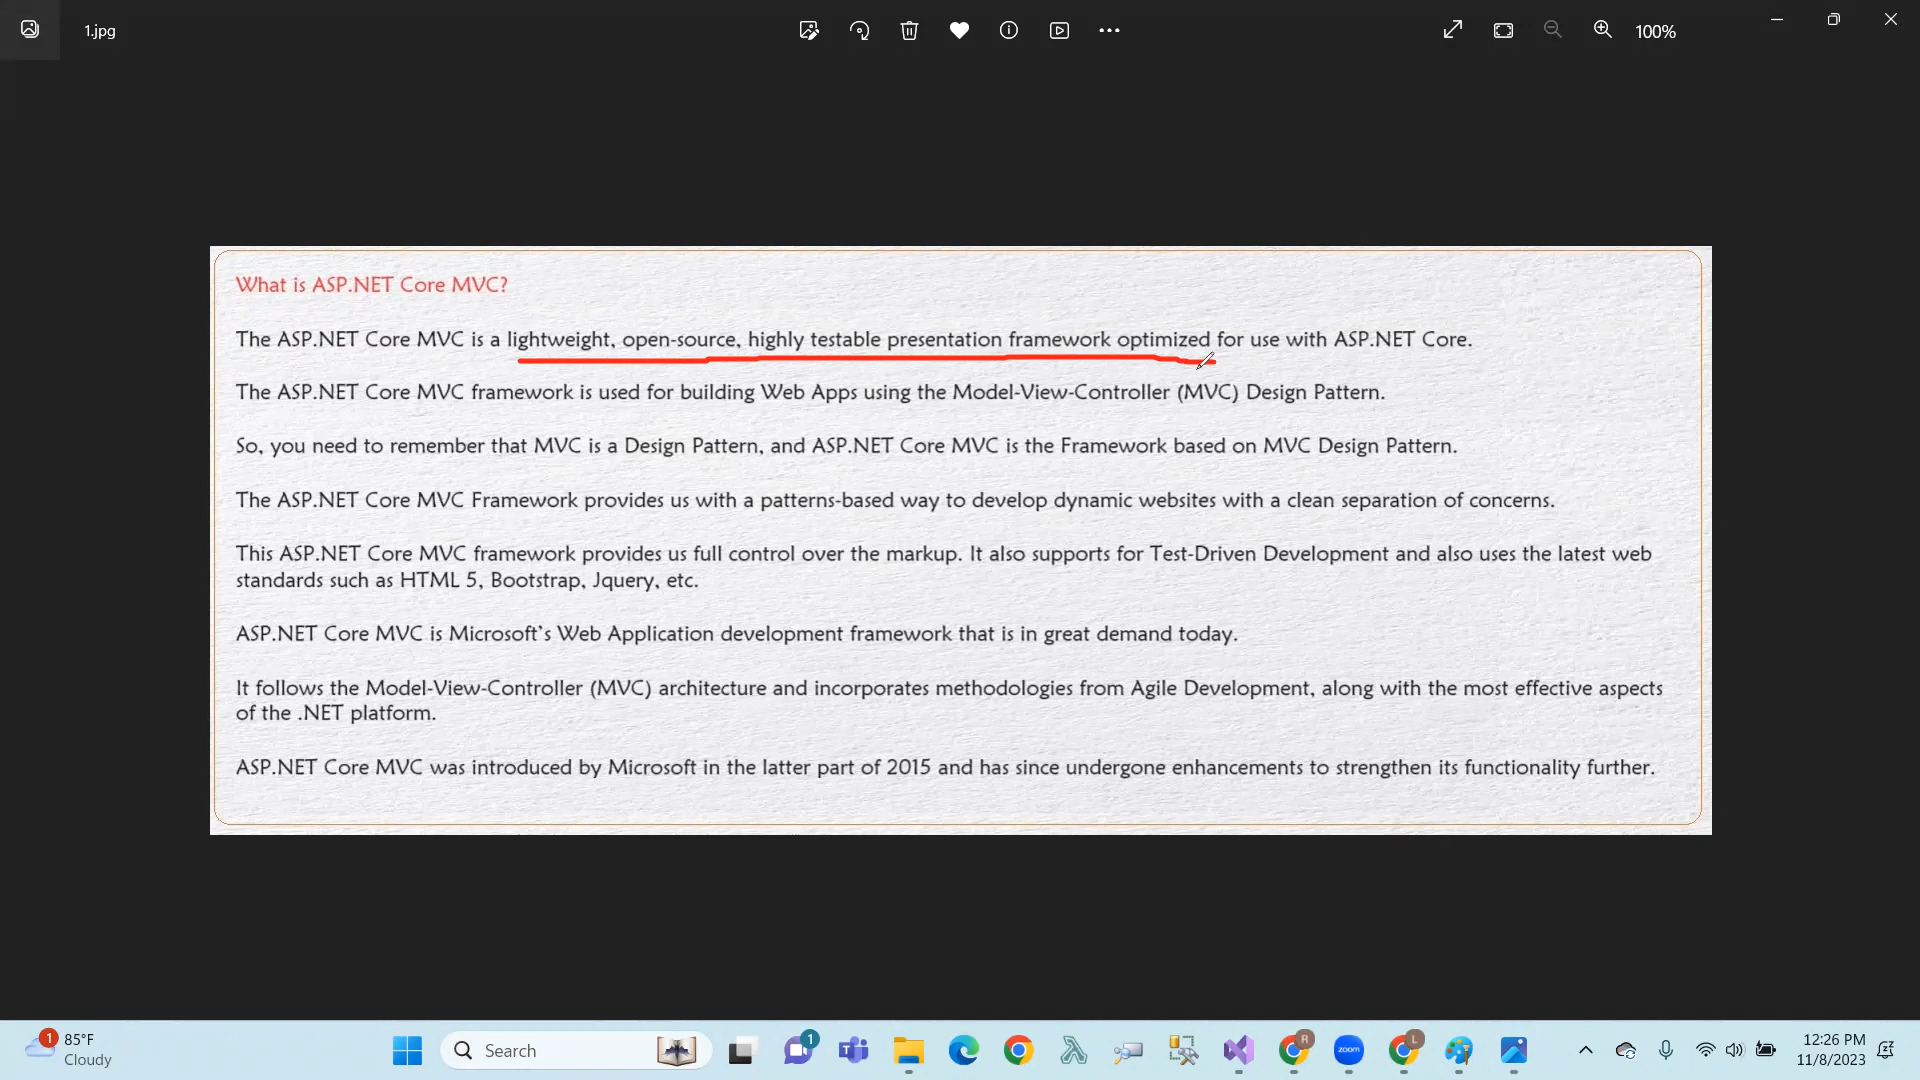 1.jpg
100%
What is ASP.NET Core MVC?
The ASP.NET Core MVC is a lightweight, open-source, highly testable presentation framework optimized for use with ASP.NET Core.
The ASP.NET Core MVC framework is used for building Web Apps using the Model-View-Controller (MVC) Design Pattern.
So, you need to remember that MVC is a Design Pattern, and ASP.NET Core MVC is the Framework based on MVC Design Pattern.
The ASP.NET Core MVC Framework provides us with a patterns-based way to develop dynamic websites with a clean separation of concerns.
This ASP.NET Core MVC framework provides us full control over the markup. It also supports for Test-Driven Development and also uses the latest web
standards such as HTML 5, Bootstrap, Jquery, etc.
ASP.NET Core MVC is Microsoft's Web Application development framework that is in great demand today.
It follows the Model-View-Controller (MVC) architecture and incorporates methodologies from Agile Development, along with the most effective aspects
of the .NET platform.
ASP.NET Core MVC was introduced by Microsoft in the latter part of 2015 and has since undergone enhancements to strengthen its functionality further.
1
85°F
Cloudy
Search
1
R
zoom
L
12:26 PM
11/8/2023